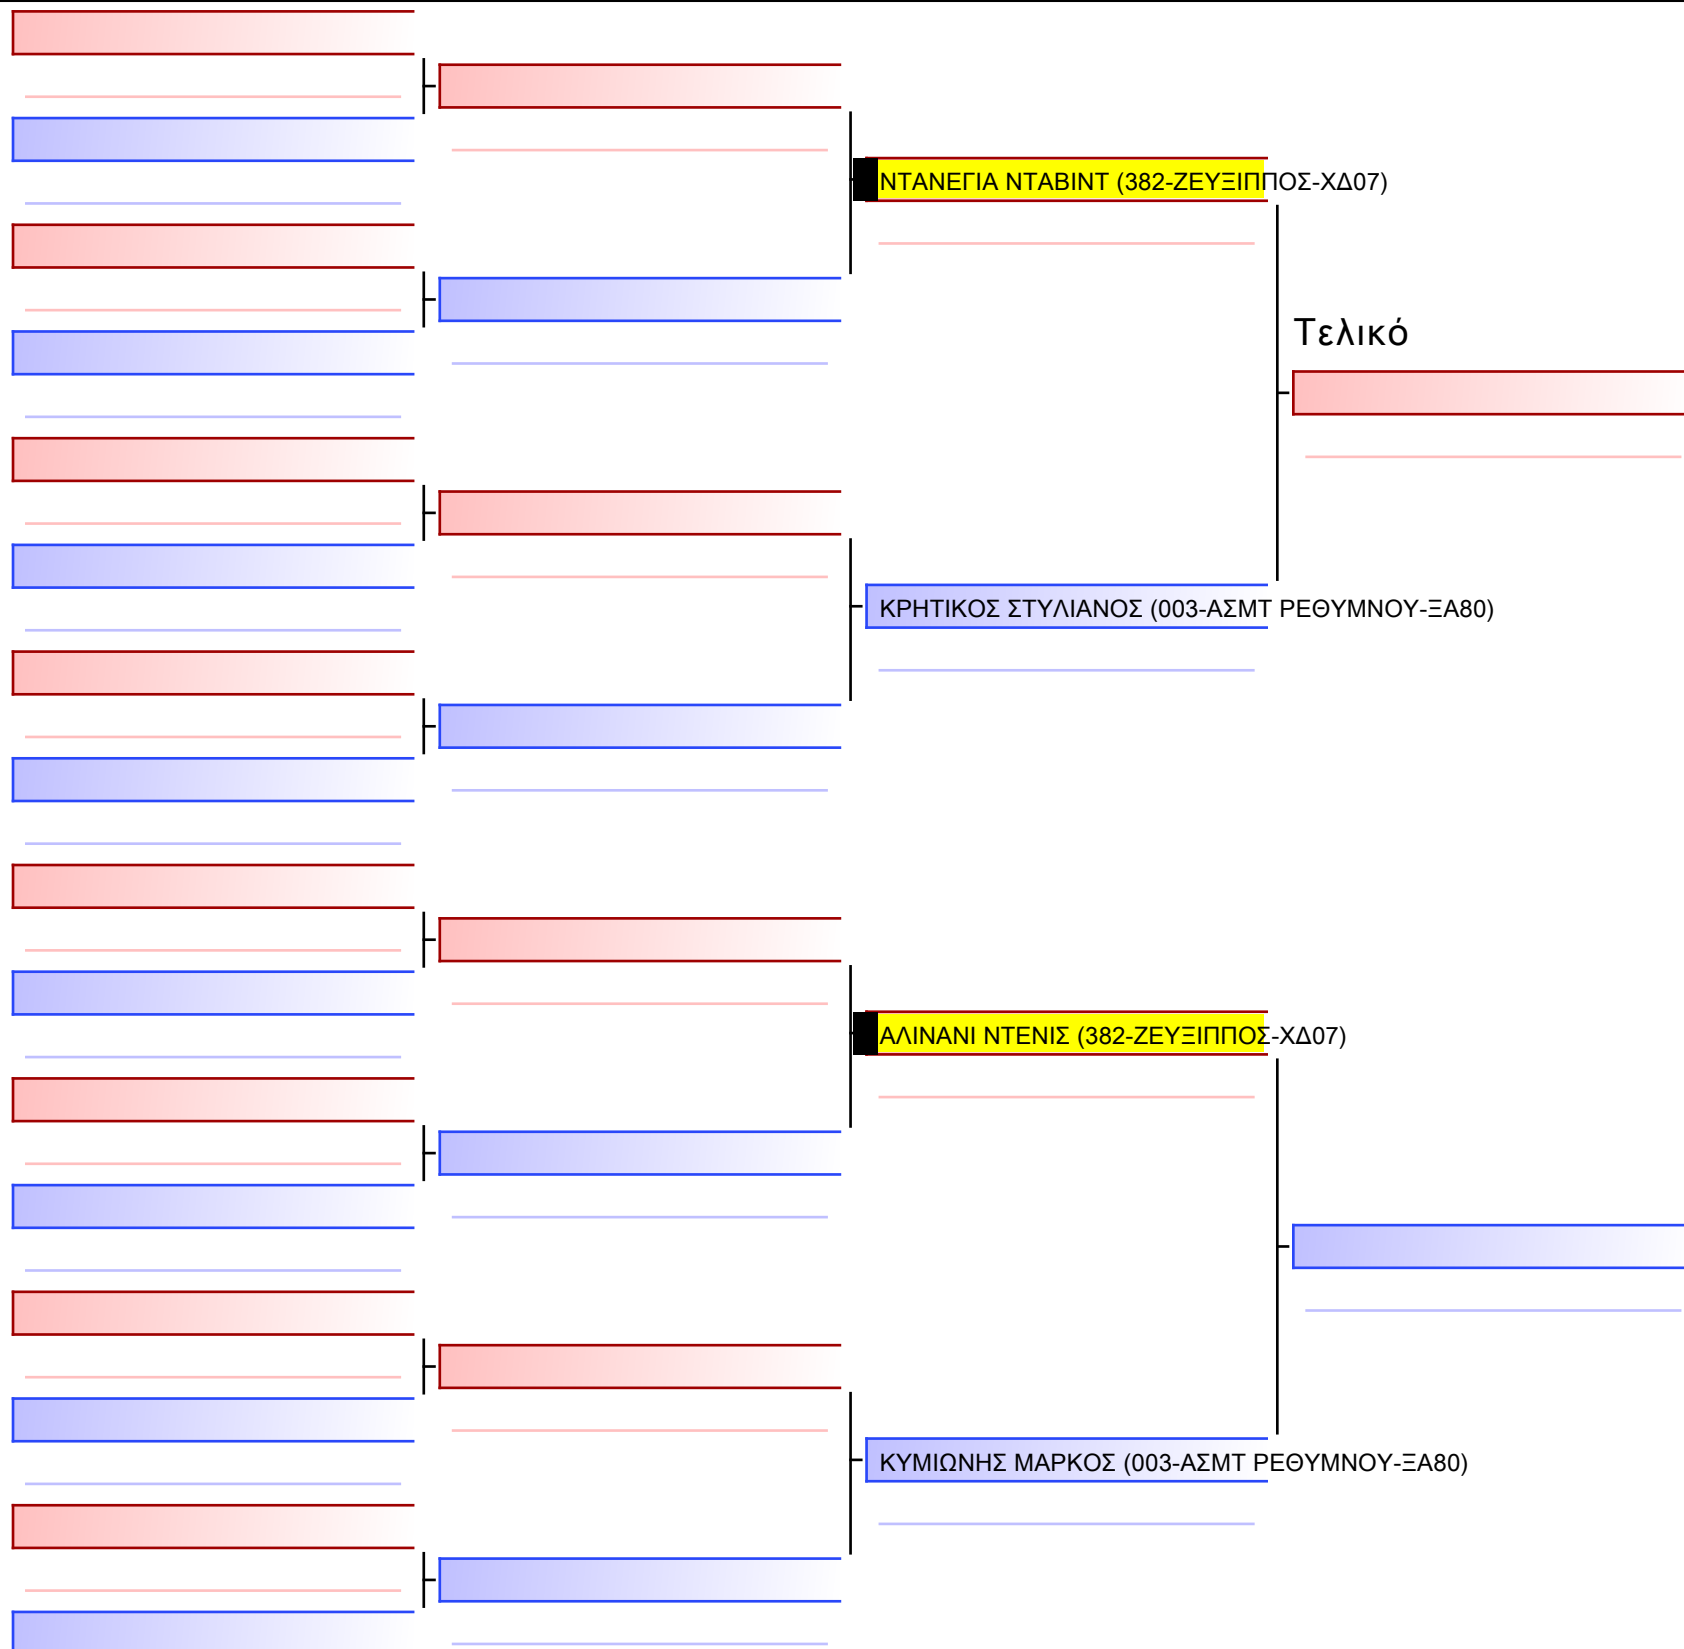 ΝΤΑΝΕΓΙΑ ΝΤΑΒΙΝΤ (382-ΖΕΥΞΙΠΠΟΣ-ΧΔ07)
Τελικό
ΚΡΗΤΙΚΟΣ ΣΤΥΛΙΑΝΟΣ (003-ΑΣΜΤ ΡΕΘΥΜΝΟΥ-ΞΑ80)
ΑΛΙΝΑΝΙ ΝΤΕΝΙΣ (382-ΖΕΥΞΙΠΠΟΣ-ΧΔ07)
ΚΥΜΙΩΝΗΣ ΜΑΡΚΟΣ (003-ΑΣΜΤ ΡΕΘΥΜΝΟΥ-ΞΑ80)